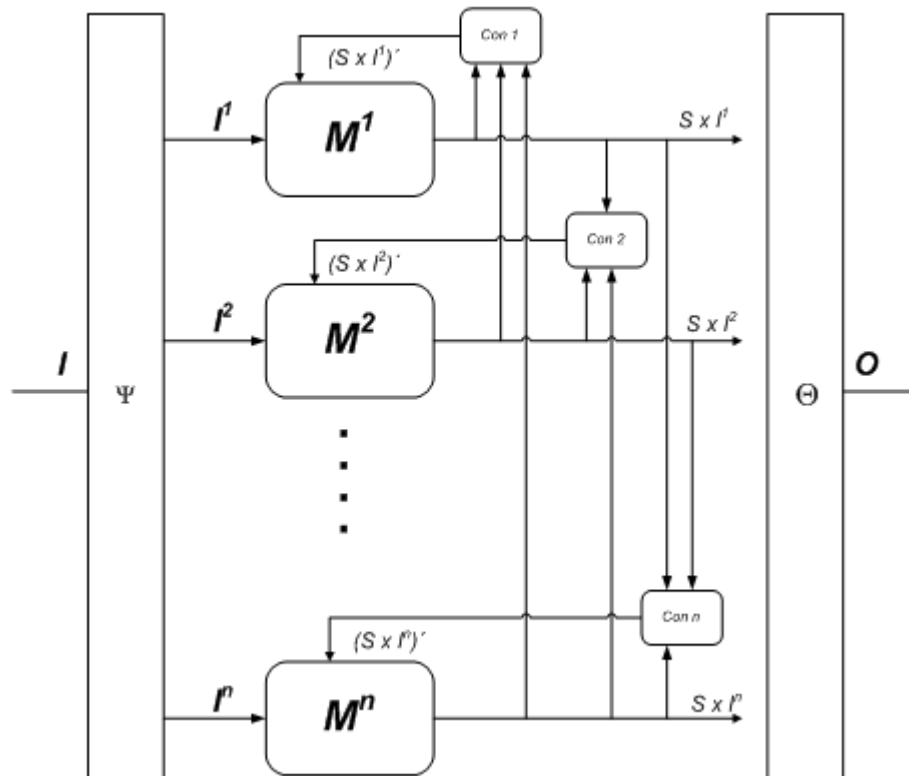 Con 1
(S x I¹)´
I¹
M¹
S x I¹
Con 2
(S x I²)´
I²
M²
S x I²
I
Ψ
Θ
O
Con n
(S x Iⁿ)´
Iⁿ
Mⁿ
S x Iⁿ